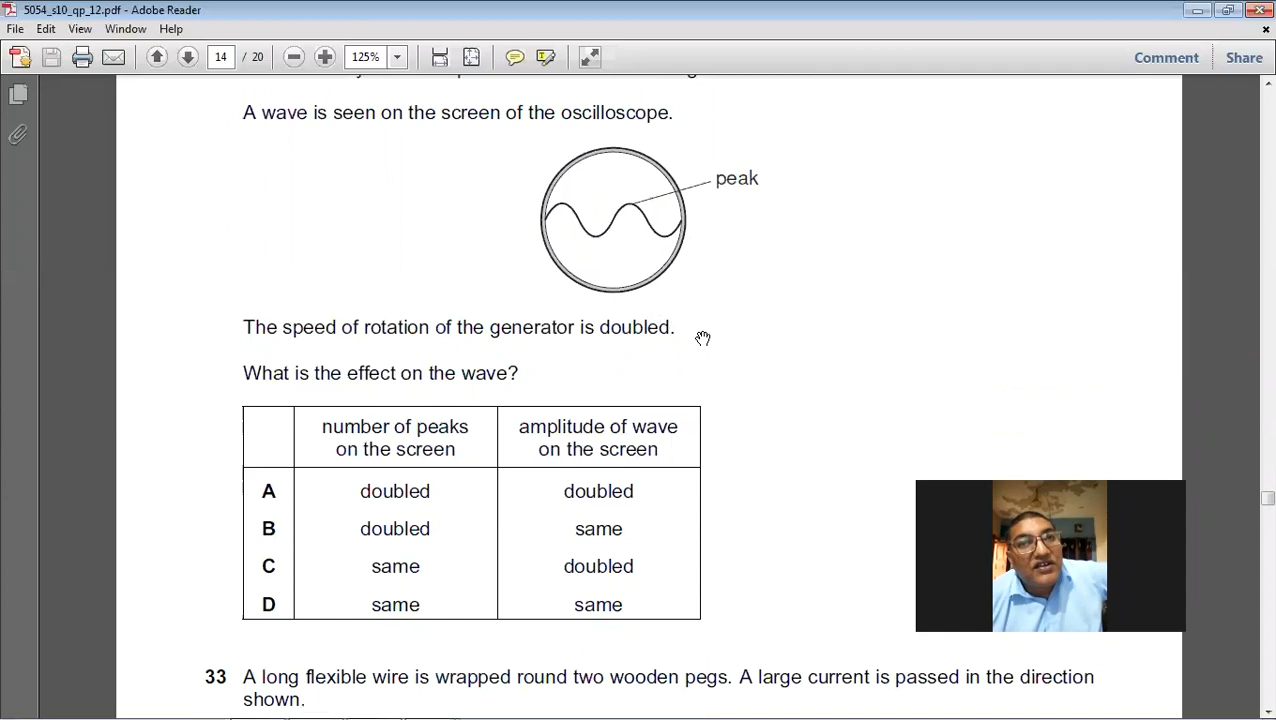 5054_s10_qp_12.pdf - Adobe Reader
File Edit View Window Help
14 / 20 125% Comment Share
A wave is seen on the screen of the oscilloscope.
peak
The speed of rotation of the generator is doubled.
What is the effect on the wave?
number of peaks on the screen
amplitude of wave on the screen
A doubled doubled
B doubled same
C same doubled
D same same
33 A long flexible wire is wrapped round two wooden pegs. A large current is passed in the direction
shown.